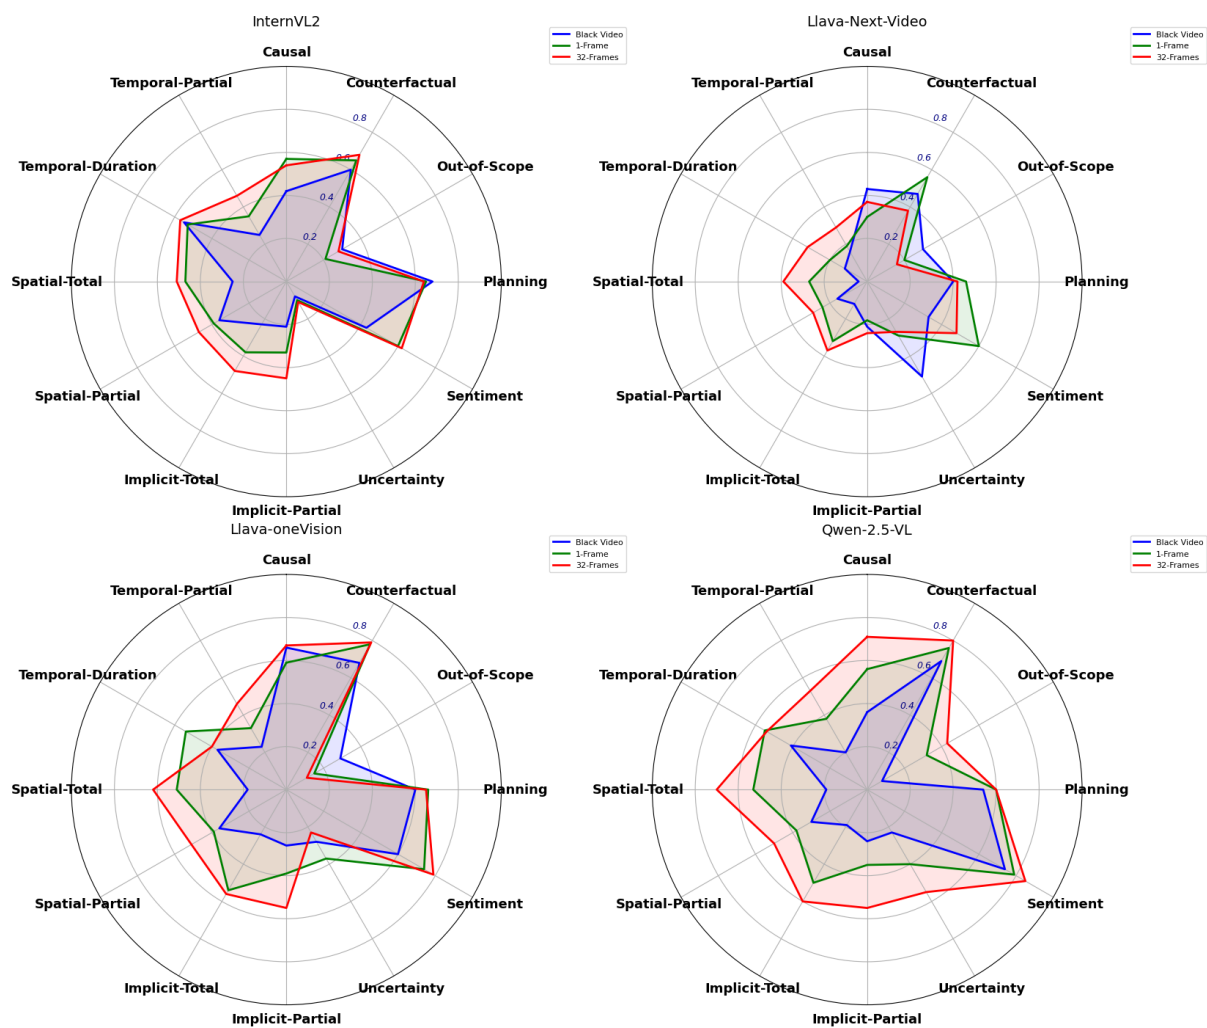 InternVL2
Black Video
1-Frame
32-Frames
Causal
Temporal-Partial
Counterfactual
Temporal-Duration
Out-of-Scope
Spatial-Total
Planning
Spatial-Partial
Sentiment
Implicit-Total
Uncertainty
Implicit-Partial
0.2
0.4
0.6
0.8
Llava-Next-Video
Black Video
1-Frame
32-Frames
Causal
Temporal-Partial
Counterfactual
Temporal-Duration
Out-of-Scope
Spatial-Total
Planning
Spatial-Partial
Sentiment
Implicit-Total
Uncertainty
Implicit-Partial
0.2
0.4
0.6
0.8
Llava-oneVision
Black Video
1-Frame
32-Frames
Causal
Temporal-Partial
Counterfactual
Temporal-Duration
Out-of-Scope
Spatial-Total
Planning
Spatial-Partial
Sentiment
Implicit-Total
Uncertainty
Implicit-Partial
0.2
0.4
0.6
0.8
Qwen-2.5-VL
Black Video
1-Frame
32-Frames
Causal
Temporal-Partial
Counterfactual
Temporal-Duration
Out-of-Scope
Spatial-Total
Planning
Spatial-Partial
Sentiment
Implicit-Total
Uncertainty
Implicit-Partial
0.2
0.4
0.6
0.8